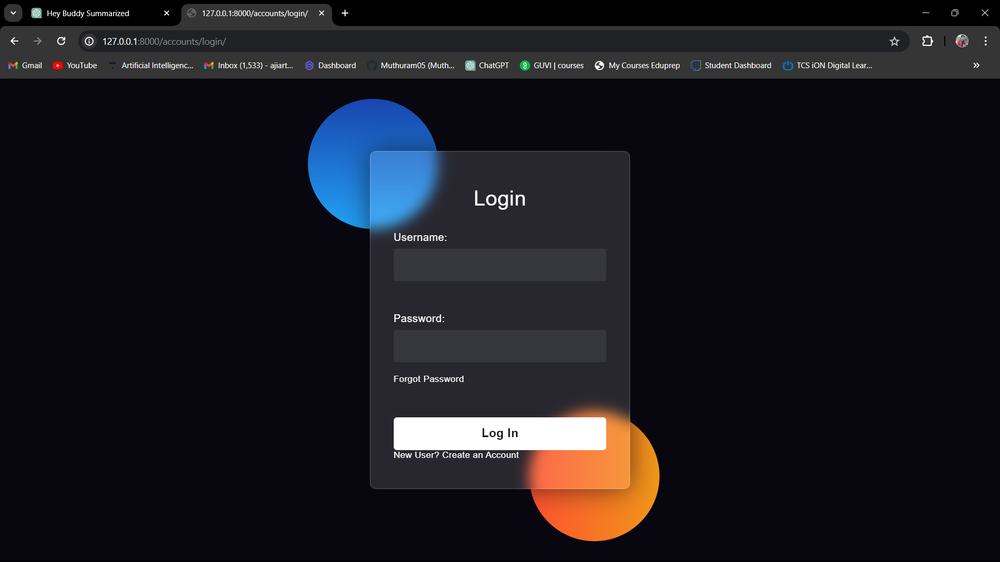 Hey Buddy Summarized
127.0.0.1:8000/accounts/login/
127.0.0.1:8000/accounts/login/
Gmail YouTube Artificial Intelligenc... Inbox (1,533) - ajiart... Dashboard Muthuram05 (Muth... ChatGPT GUVI | courses My Courses Eduprep Student Dashboard TCS iON Digital Lear...
Login
Username:
Password:
Forgot Password
Log In
New User? Create an Account